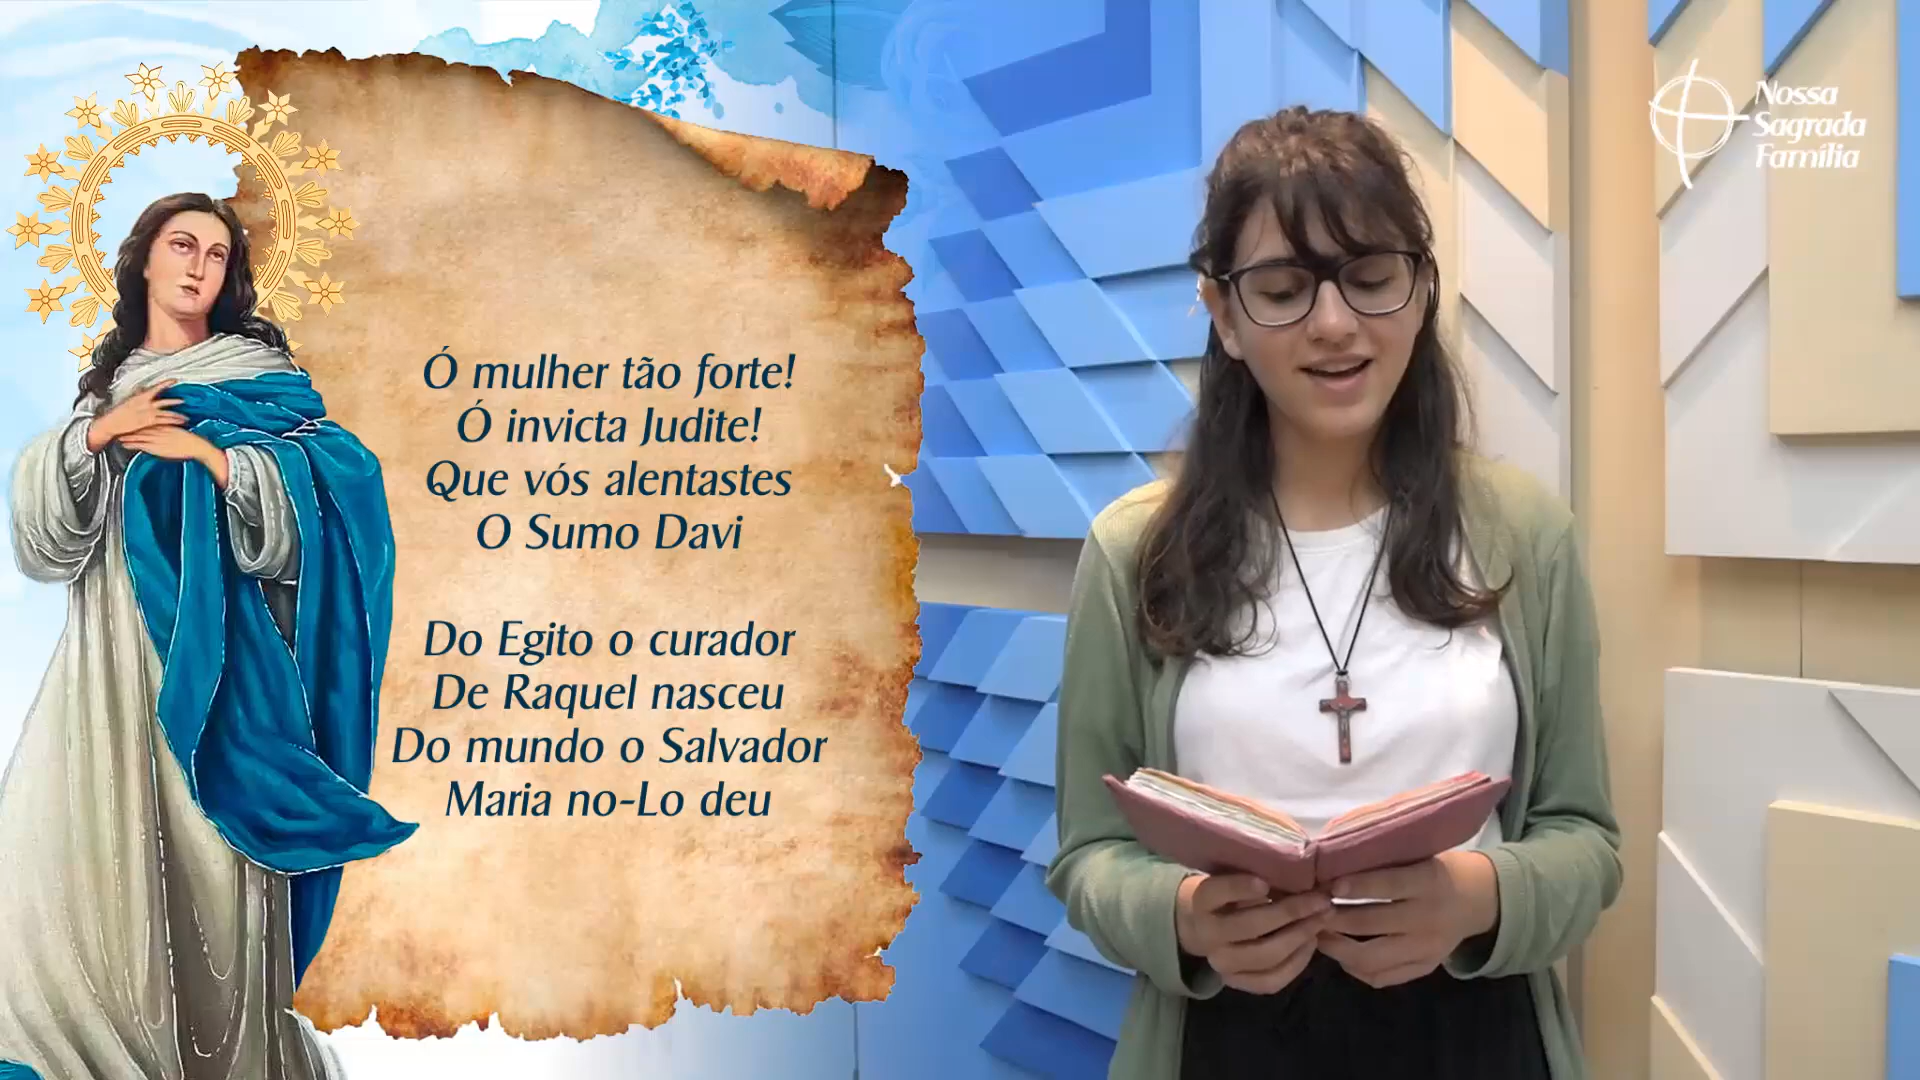 Ó mulher tão forte!
Ó invicta Judite!
Que vós alentastes
O Sumo Davi
Do Egito o curador
De Raquel nasceu
Do mundo o Salvador
Maria no-Lo deu
Nossa
Sagrada
Família